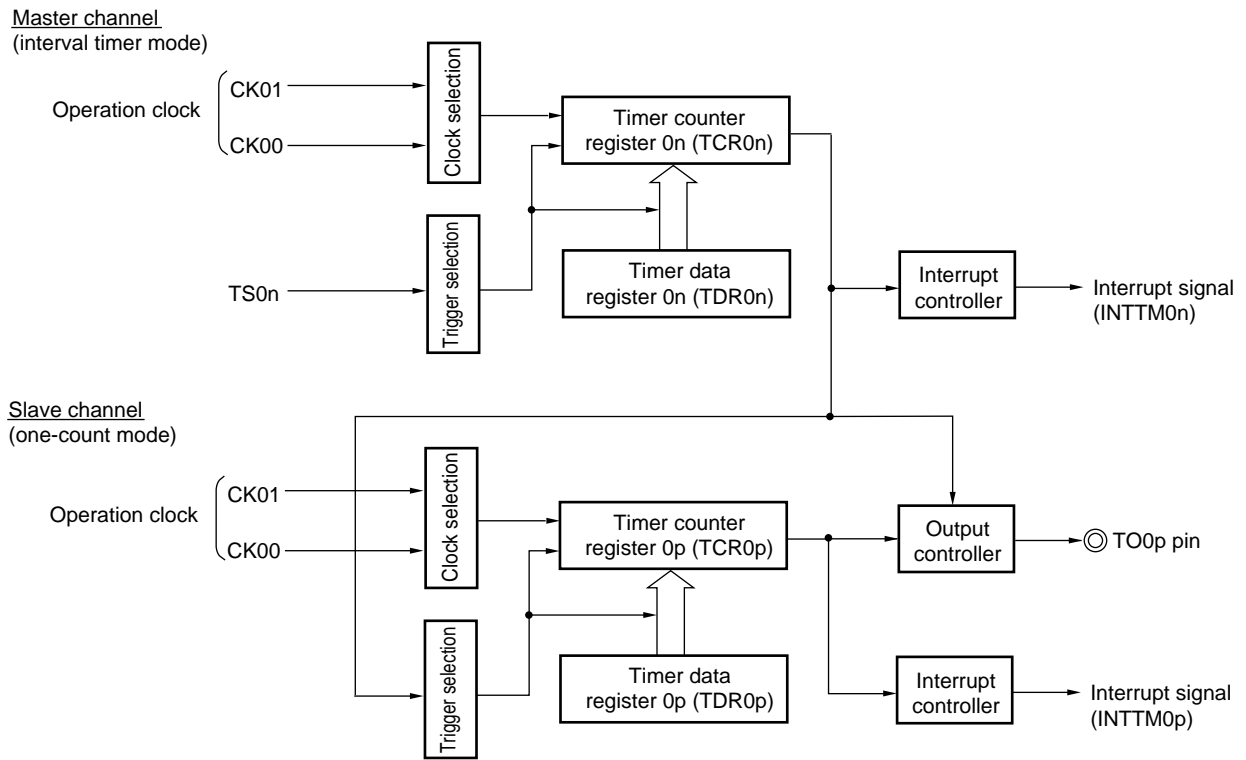 Master channel
(interval timer mode)
Operation clock
CK01
CK00
Clock selection
Timer counter
register 0n (TCR0n)
TS0n
Trigger selection
Timer data
register 0n (TDR0n)
Interrupt
controller
Interrupt signal
(INTTM0n)
Slave channel
(one-count mode)
Operation clock
CK01
CK00
Clock selection
Timer counter
register 0p (TCR0p)
Output
controller
TO0p pin
Trigger selection
Timer data
register 0p (TDR0p)
Interrupt
controller
Interrupt signal
(INTTM0p)